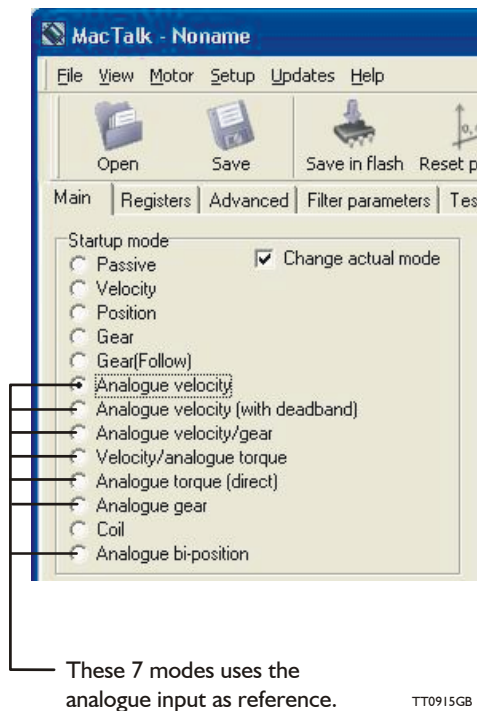 MacTalk - Noname
File View Motor Setup Updates Help
Open Save Save in flash Reset p
Main Registers Advanced Filter parameters Tes
Startup mode
Passive Change actual mode
Velocity
Position
Gear
Gear(Follow)
Analogue velocity
Analogue velocity (with deadband)
Analogue velocity/gear
Velocity/analogue torque
Analogue torque (direct)
Analogue gear
Coil
Analogue bi-position
These 7 modes uses the
analogue input as reference. TT0915GB